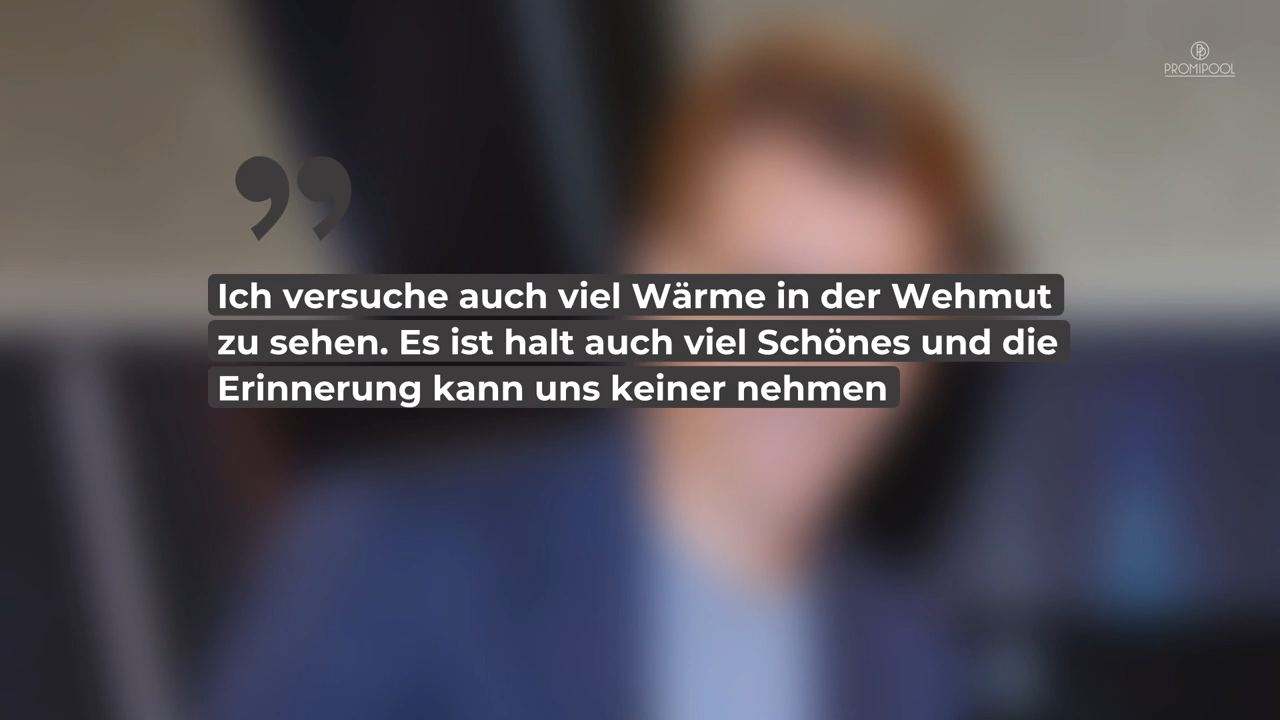 PROMIPOOL
”
Ich versuche auch viel Wärme in der Wehmut
zu sehen. Es ist halt auch viel Schönes und die
Erinnerung kann uns keiner nehmen